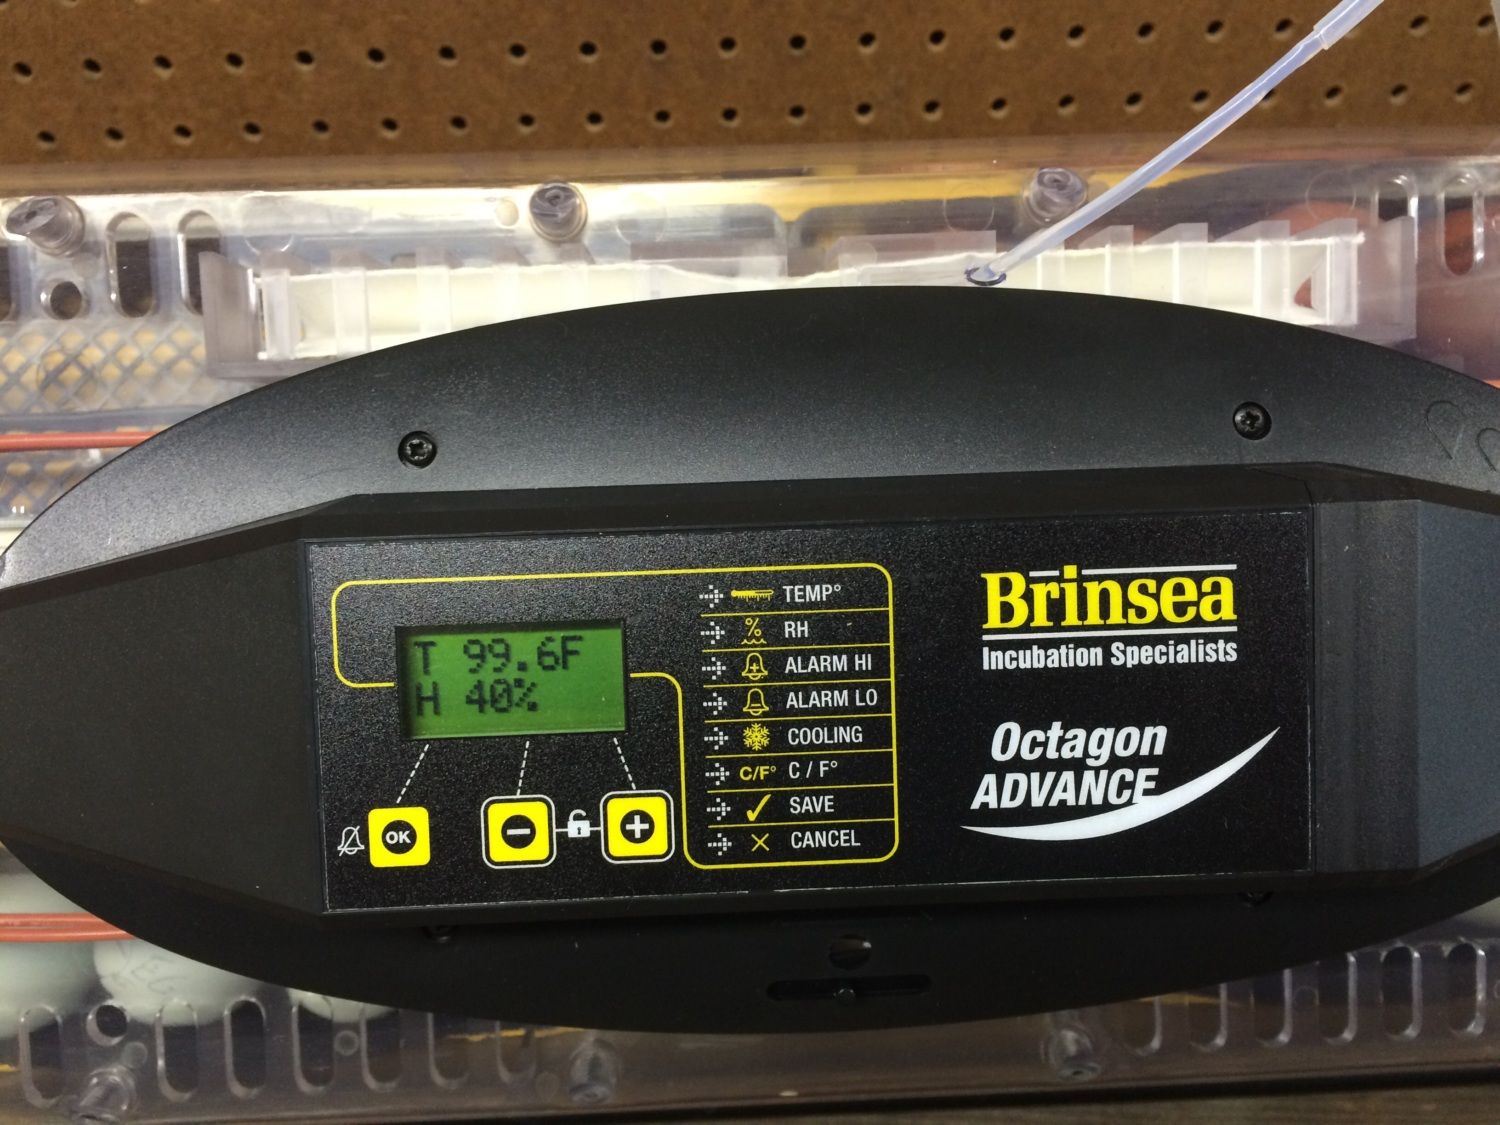 T 99.6F
H 40%
OK
−
+
TEMP°
% RH
ALARM HI
ALARM LO
COOLING
C/F° C / F°
SAVE
CANCEL
Brinsea
Incubation Specialists
Octagon
ADVANCE